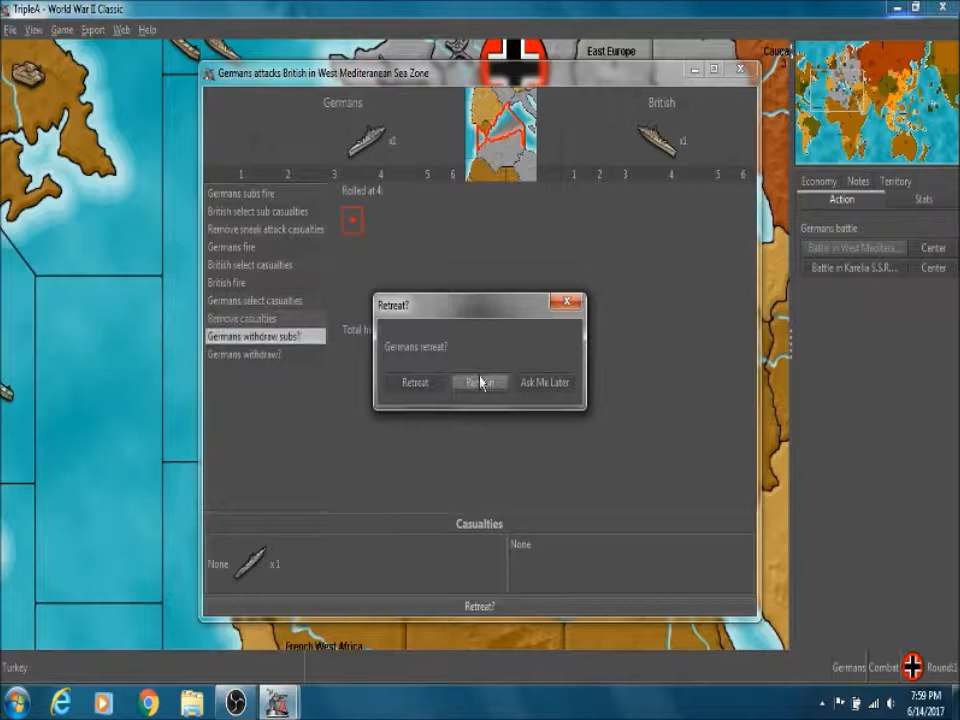 TripleA - World War II Classic
File View Game Export Web Help
East Europe
Cauca
Germans attacks British in West Mediterranean Sea Zone
Germans
British
x1
x1
1 2 3 4 5 6
1 2 3 4 5 6
Germans subs fire
British select sub casualties
Remove sneak attack casualties
Germans fire
British select casualties
British fire
Germans select casualties
Remove casualties
Germans withdraw subs?
Germans withdraw?
Rolled at 4:
Total hi
Retreat?
Germans retreat?
Retreat
Ask Me Later
Casualties
None
x 1
None
Retreat?
Economy Notes Territory
Action Stats
Germans battle
Battle in West Meditera... Center
Battle in Karelia S.S.R... Center
French West Africa
Turkey
Germans Combat Round:1
7:59 PM
6/14/2017